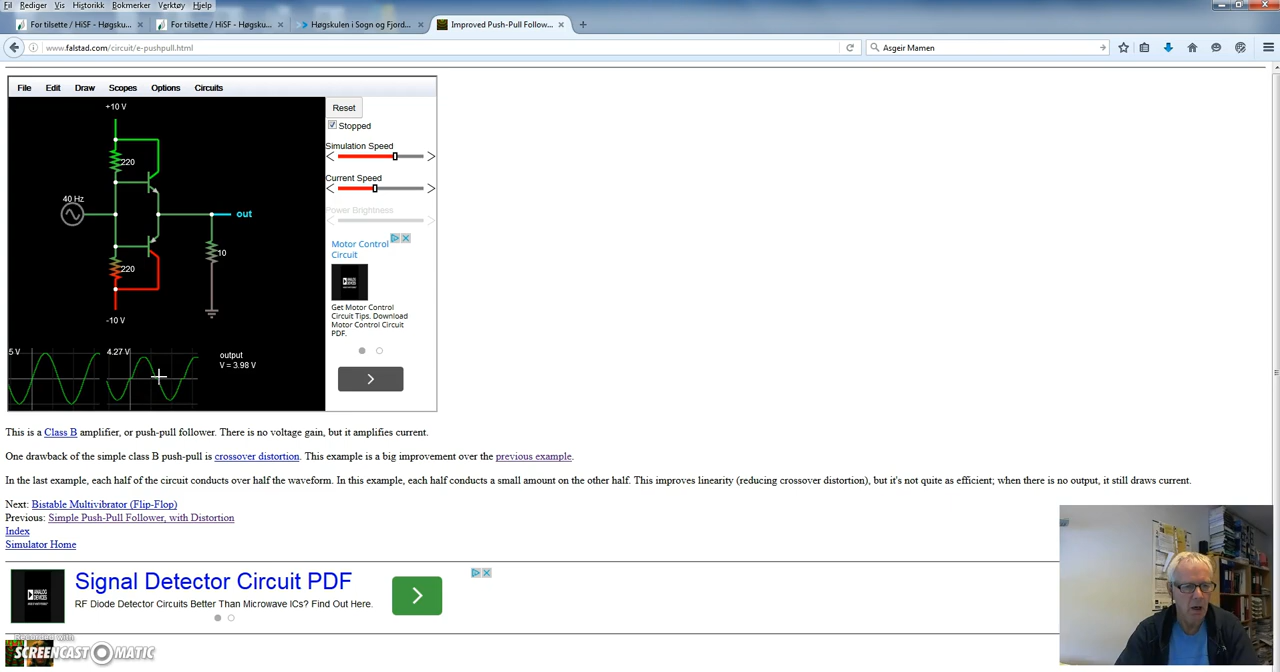 Fil Rediger Vis Historikk Bokmerker Verktøy Hjelp
For tilsette / HiSF - Høgsku... × For tilsette / HiSF - Høgsku... × Høgskulen i Sogn og Fjord... × Improved Push-Pull Follow... × +
www.falstad.com/circuit/e-pushpull.html Asgeir Mamen
File Edit Draw Scopes Options Circuits
+10 V
220
40 Hz
out
10
220
-10 V
5 V 4.27 V output
V = 3.98 V
Reset
Stopped
Simulation Speed
Current Speed
Power Brightness
Motor Control
Circuit
Get Motor Control
Circuit Tips. Download
Motor Control Circuit
PDF.
This is a Class B amplifier, or push-pull follower. There is no voltage gain, but it amplifies current.
One drawback of the simple class B push-pull is crossover distortion. This example is a big improvement over the previous example.
In the last example, each half of the circuit conducts over half the waveform. In this example, each half conducts a small amount on the other half. This improves linearity (reducing crossover distortion), but it's not quite as efficient; when there is no output, it still draws current.
Next: Bistable Multivibrator (Flip-Flop)
Previous: Simple Push-Pull Follower, with Distortion
Index
Simulator Home
Signal Detector Circuit PDF
RF Diode Detector Circuits Better Than Microwave ICs? Find Out Here.
Recorded with
SCREENCAST MATIC